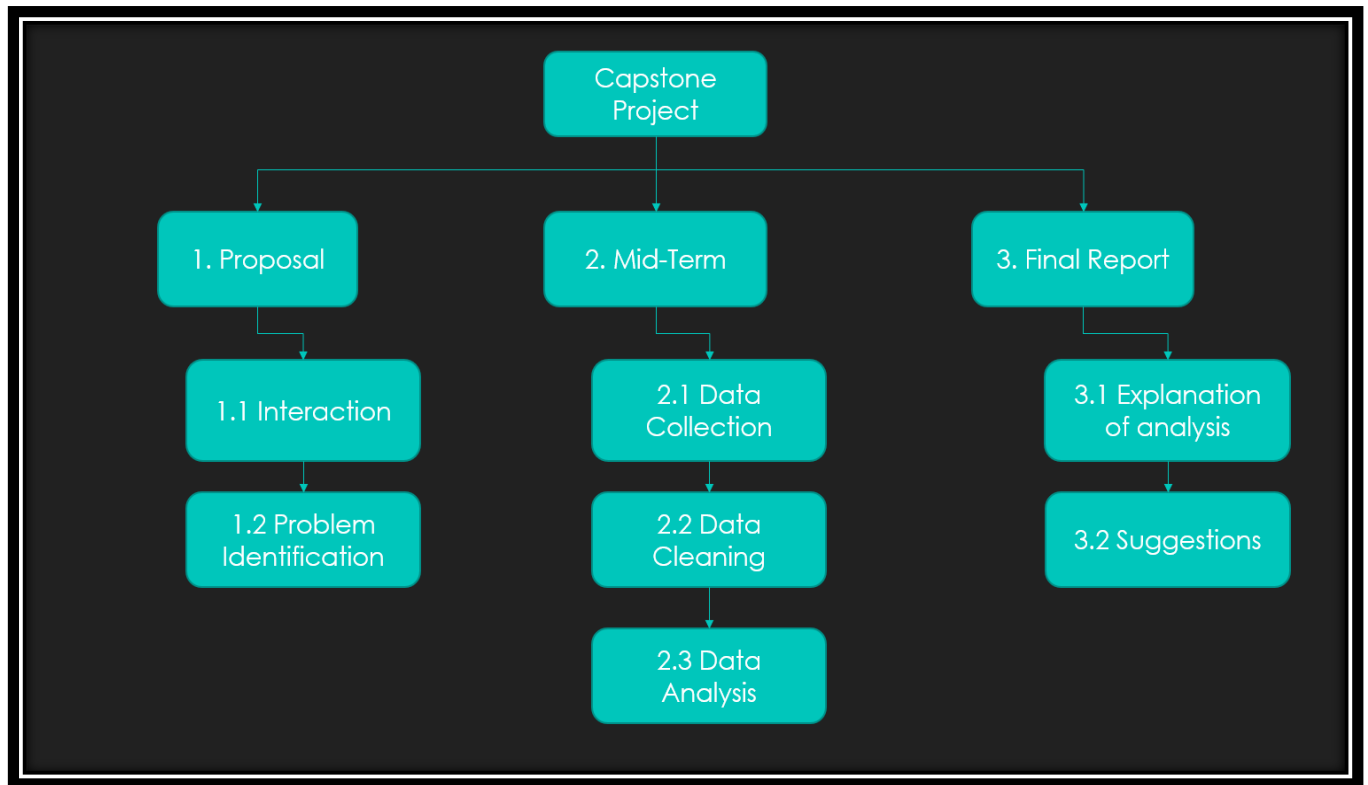 Capstone
Project
1. Proposal
2. Mid-Term
3. Final Report
1.1 Interaction
2.1 Data
Collection
3.1 Explanation
of analysis
1.2 Problem
Identification
2.2 Data
Cleaning
3.2 Suggestions
2.3 Data
Analysis